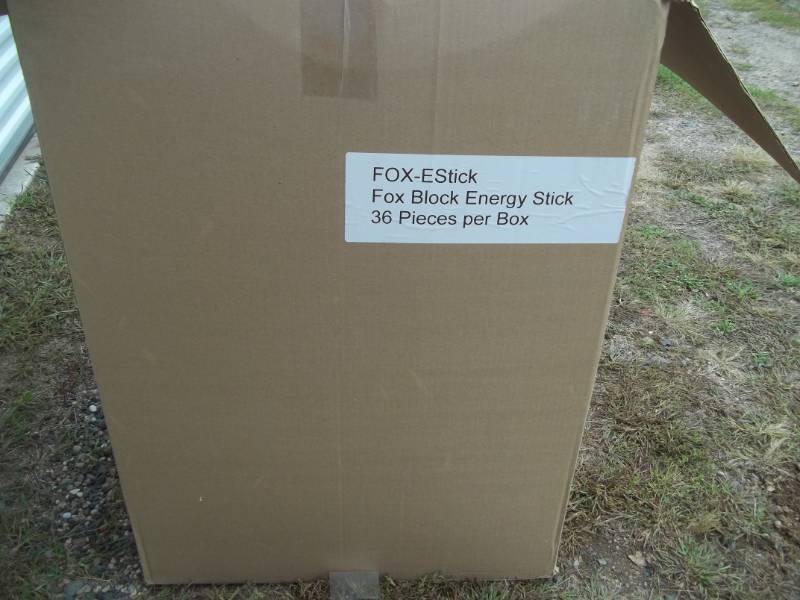 FOX-EStick
Fox Block Energy Stick
36 Pieces per Box